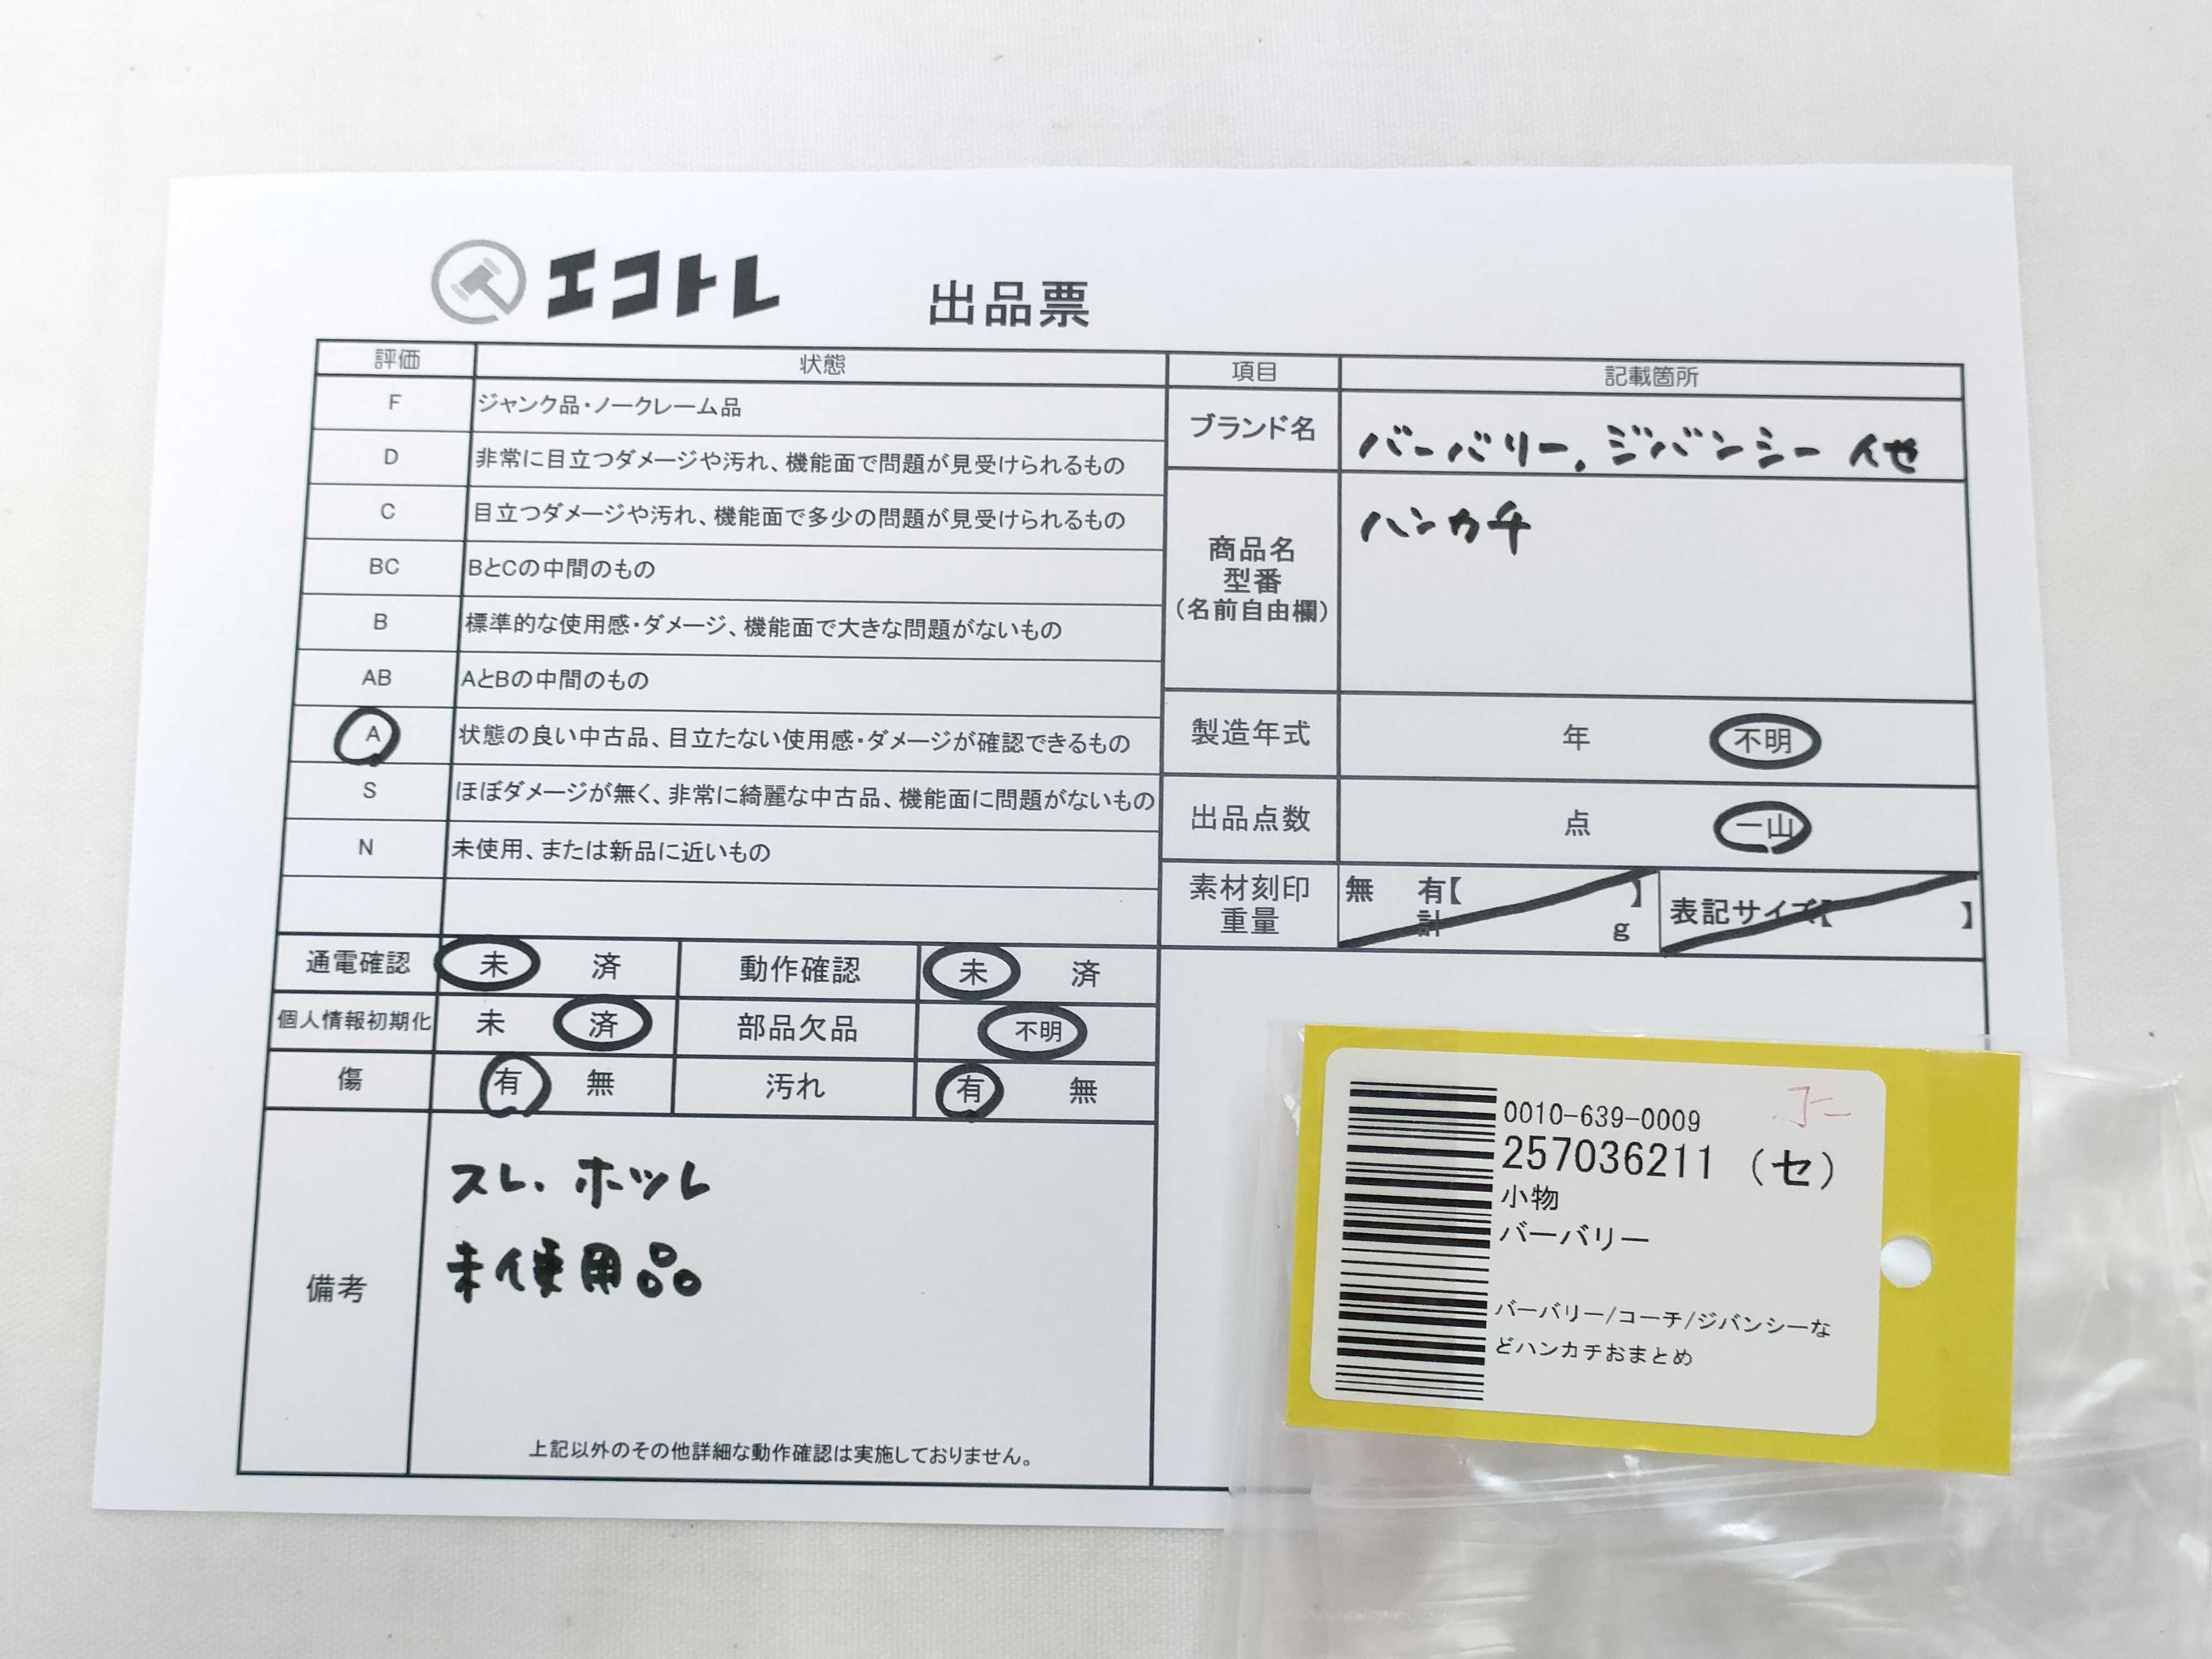 エコトレ 出品票
評価 状態 項目 記載箇所
F ジャンク品・ノークレーム品
D 非常に目立つダメージや汚れ、機能面で問題が見受けられるもの
C 目立つダメージや汚れ、機能面で多少の問題が見受けられるもの
BC BとCの中間のもの
B 標準的な使用感・ダメージ、機能面で大きな問題がないもの
AB AとBの中間のもの
A 状態の良い中古品、目立たない使用感・ダメージが確認できるもの
S ほぼダメージが無く、非常に綺麗な中古品、機能面に問題がないもの
N 未使用、または新品に近いもの
ブランド名 バーバリー、ジバンシー 他
商品名
型番
(名前自由欄)
ハンカチ
製造年式 年 不明
出品点数 点 一山
素材刻印 無 有【 】 表記サイズ【 】
重量 計 g
通電確認 未 済 動作確認 未 済
個人情報初期化 未 済 部品欠品 不明
傷 有 無 汚れ 有 無
備考
スレ、ホツレ
未使用品
上記以外のその他詳細な動作確認は実施しておりません。
0010-639-0009
257036211 (セ)
小物
バーバリー
バーバリー/コーチ/ジバンシーな
どハンカチおまとめ